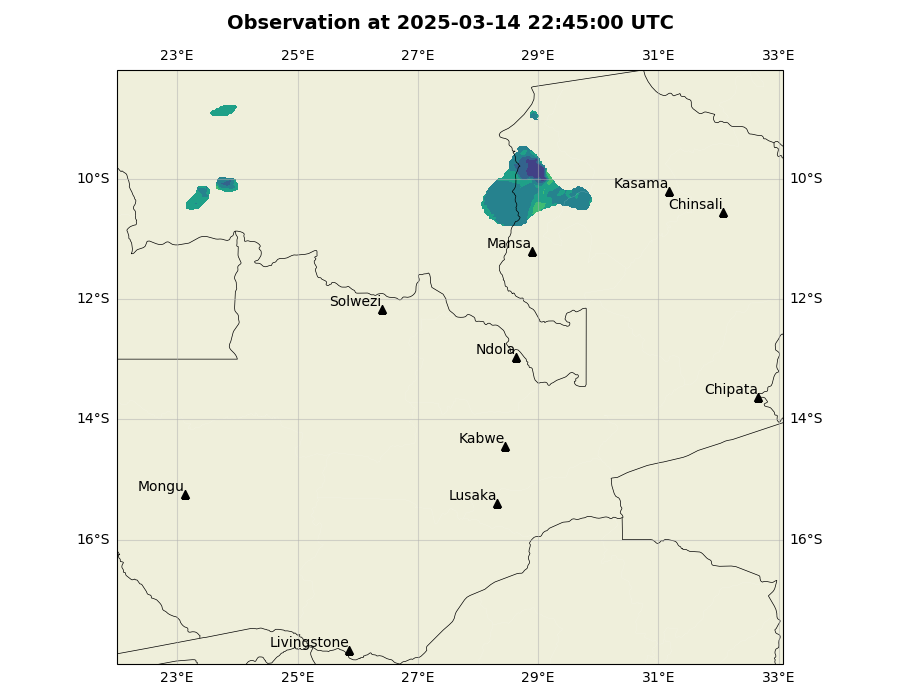 Observation at 2025-03-14 22:45:00 UTC
23°E 25°E 27°E 29°E 31°E 33°E
10°S 10°S
Kasama
Chinsali
Mansa
12°S 12°S
Solwezi
Ndola
Chipata
14°S 14°S
Kabwe
Mongu
Lusaka
16°S 16°S
Livingstone
23°E 25°E 27°E 29°E 31°E 33°E